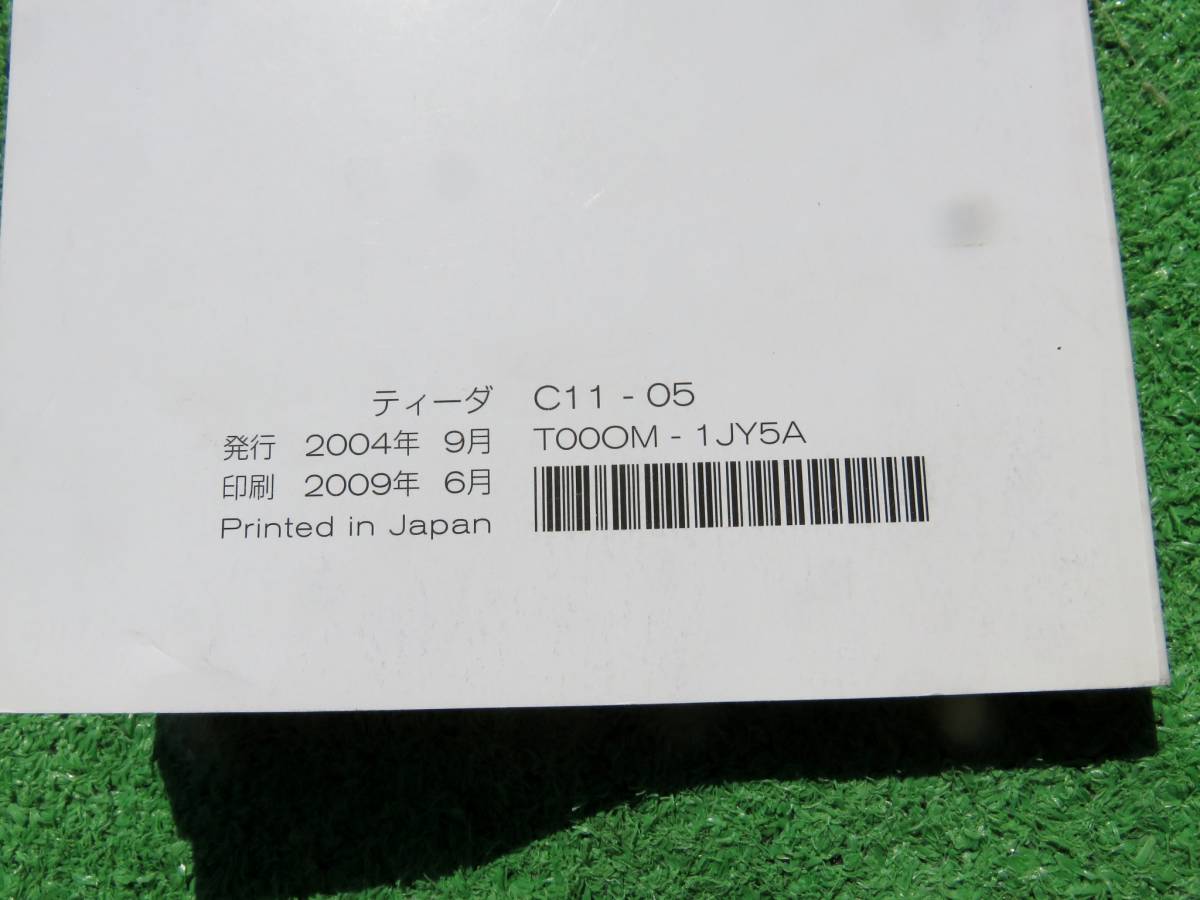 ティーダ C11 - 05
発行 2004年 9月 T00OM - 1JY5A
印刷 2009年 6月
Printed in Japan